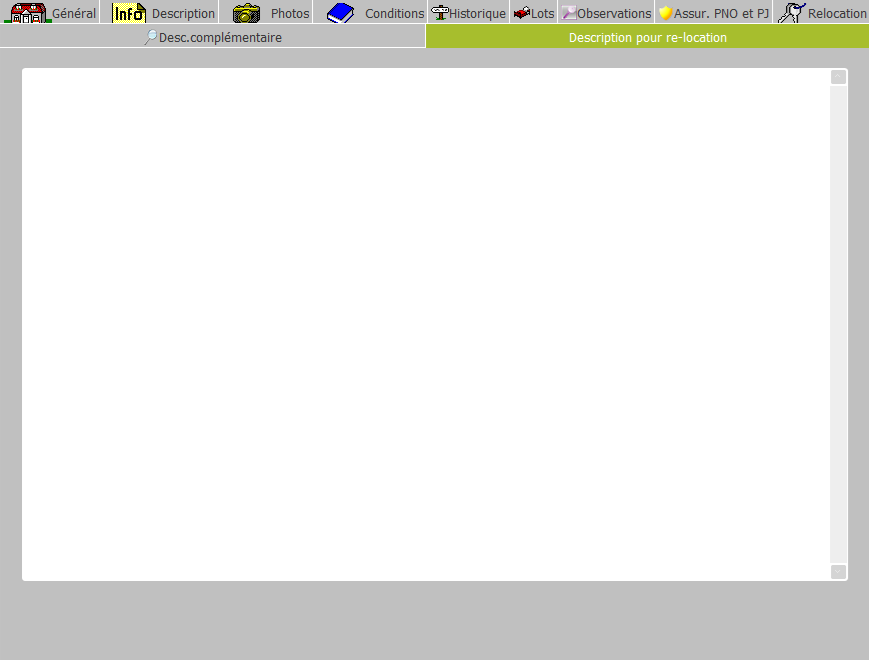 Général Info Description Photos Conditions Historique Lots Observations Assur. PNO et PJ Relocation
Desc.complémentaire Description pour re-location